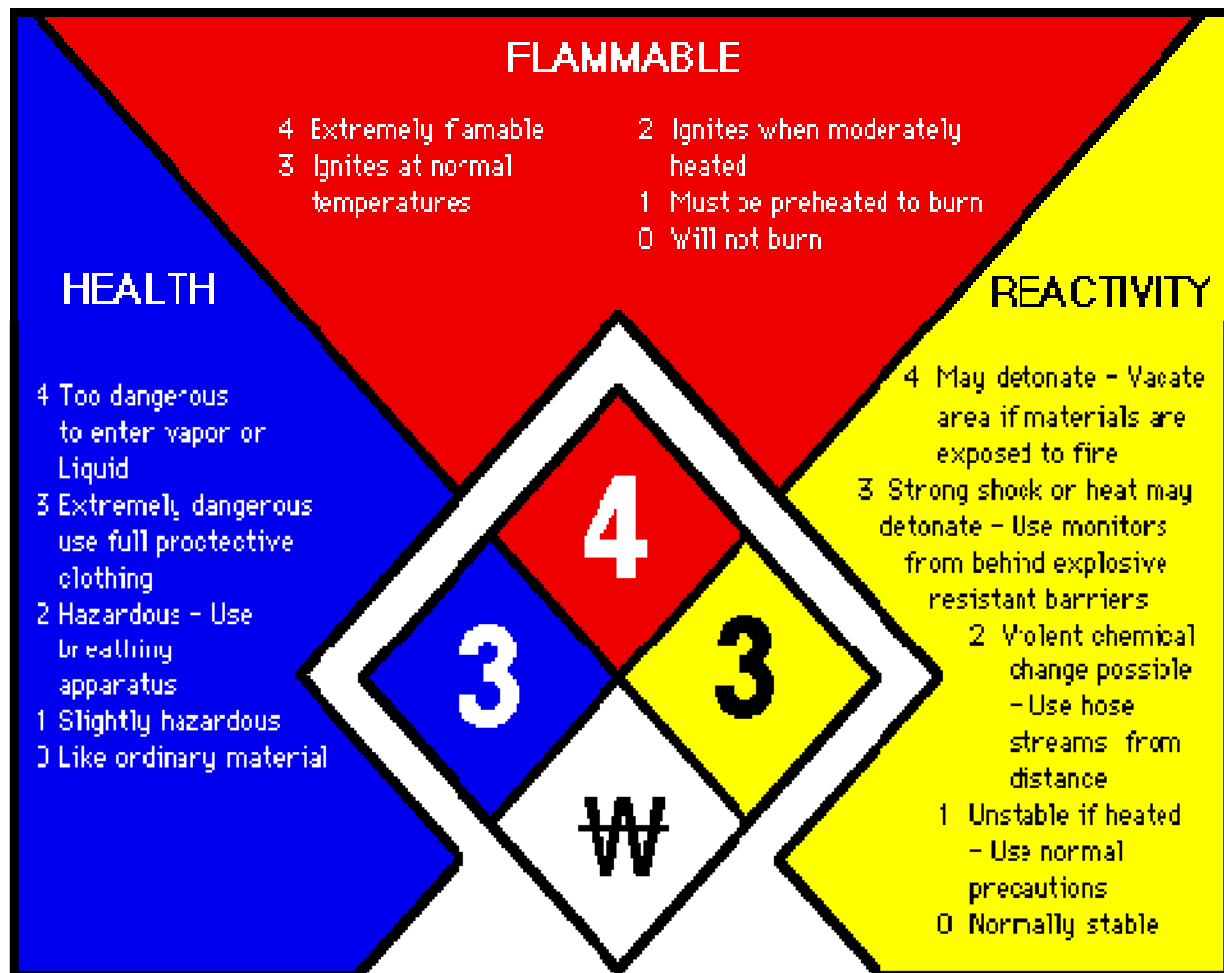 FLAMMABLE
4 Extremely flamable
3 Ignites at normal
temperatures
2 Ignites when moderately
heated
1 Must be preheated to burn
0 Will not burn
HEALTH
4 Too dangerous
to enter vapor or
Liquid
3 Extremely dangerous
use full proctective
clothing
2 Hazardous - Use
breathing
apparatus
1 Slightly hazardous
0 Like ordinary material
REACTIVITY
4 May detonate - Vacate
area if materials are
exposed to fire
3 Strong shock or heat may
detonate - Use monitors
from behind explosive
resistant barriers
2 Violent chemical
change possible
- Use hose
streams from
distance
1 Unstable if heated
- Use normal
precautions
0 Normally stable
4
3
3
W